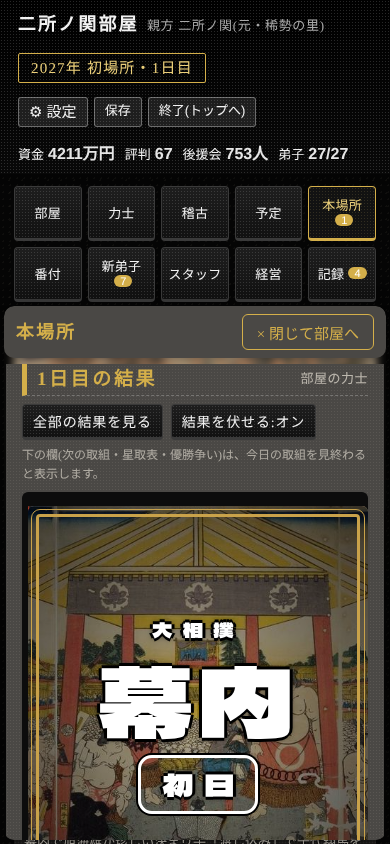 二所ノ関部屋 親方 二所ノ関(元・稀勢の里)
2027年 初場所・1日目
⚙ 設定 保存 終了(トップへ)
資金 4211万円 評判 67 後援会 753人 弟子 27/27
部屋 力士 稽古 予定 本場所 1
番付 新弟子 7 スタッフ 経営 記録 4
本場所 × 閉じて部屋へ
1日目の結果 部屋の力士
全部の結果を見る 結果を伏せる:オン
下の欄(次の取組・星取表・優勝争い)は、今日の取組を見終わる
と表示します。
大相撲
幕内
初日